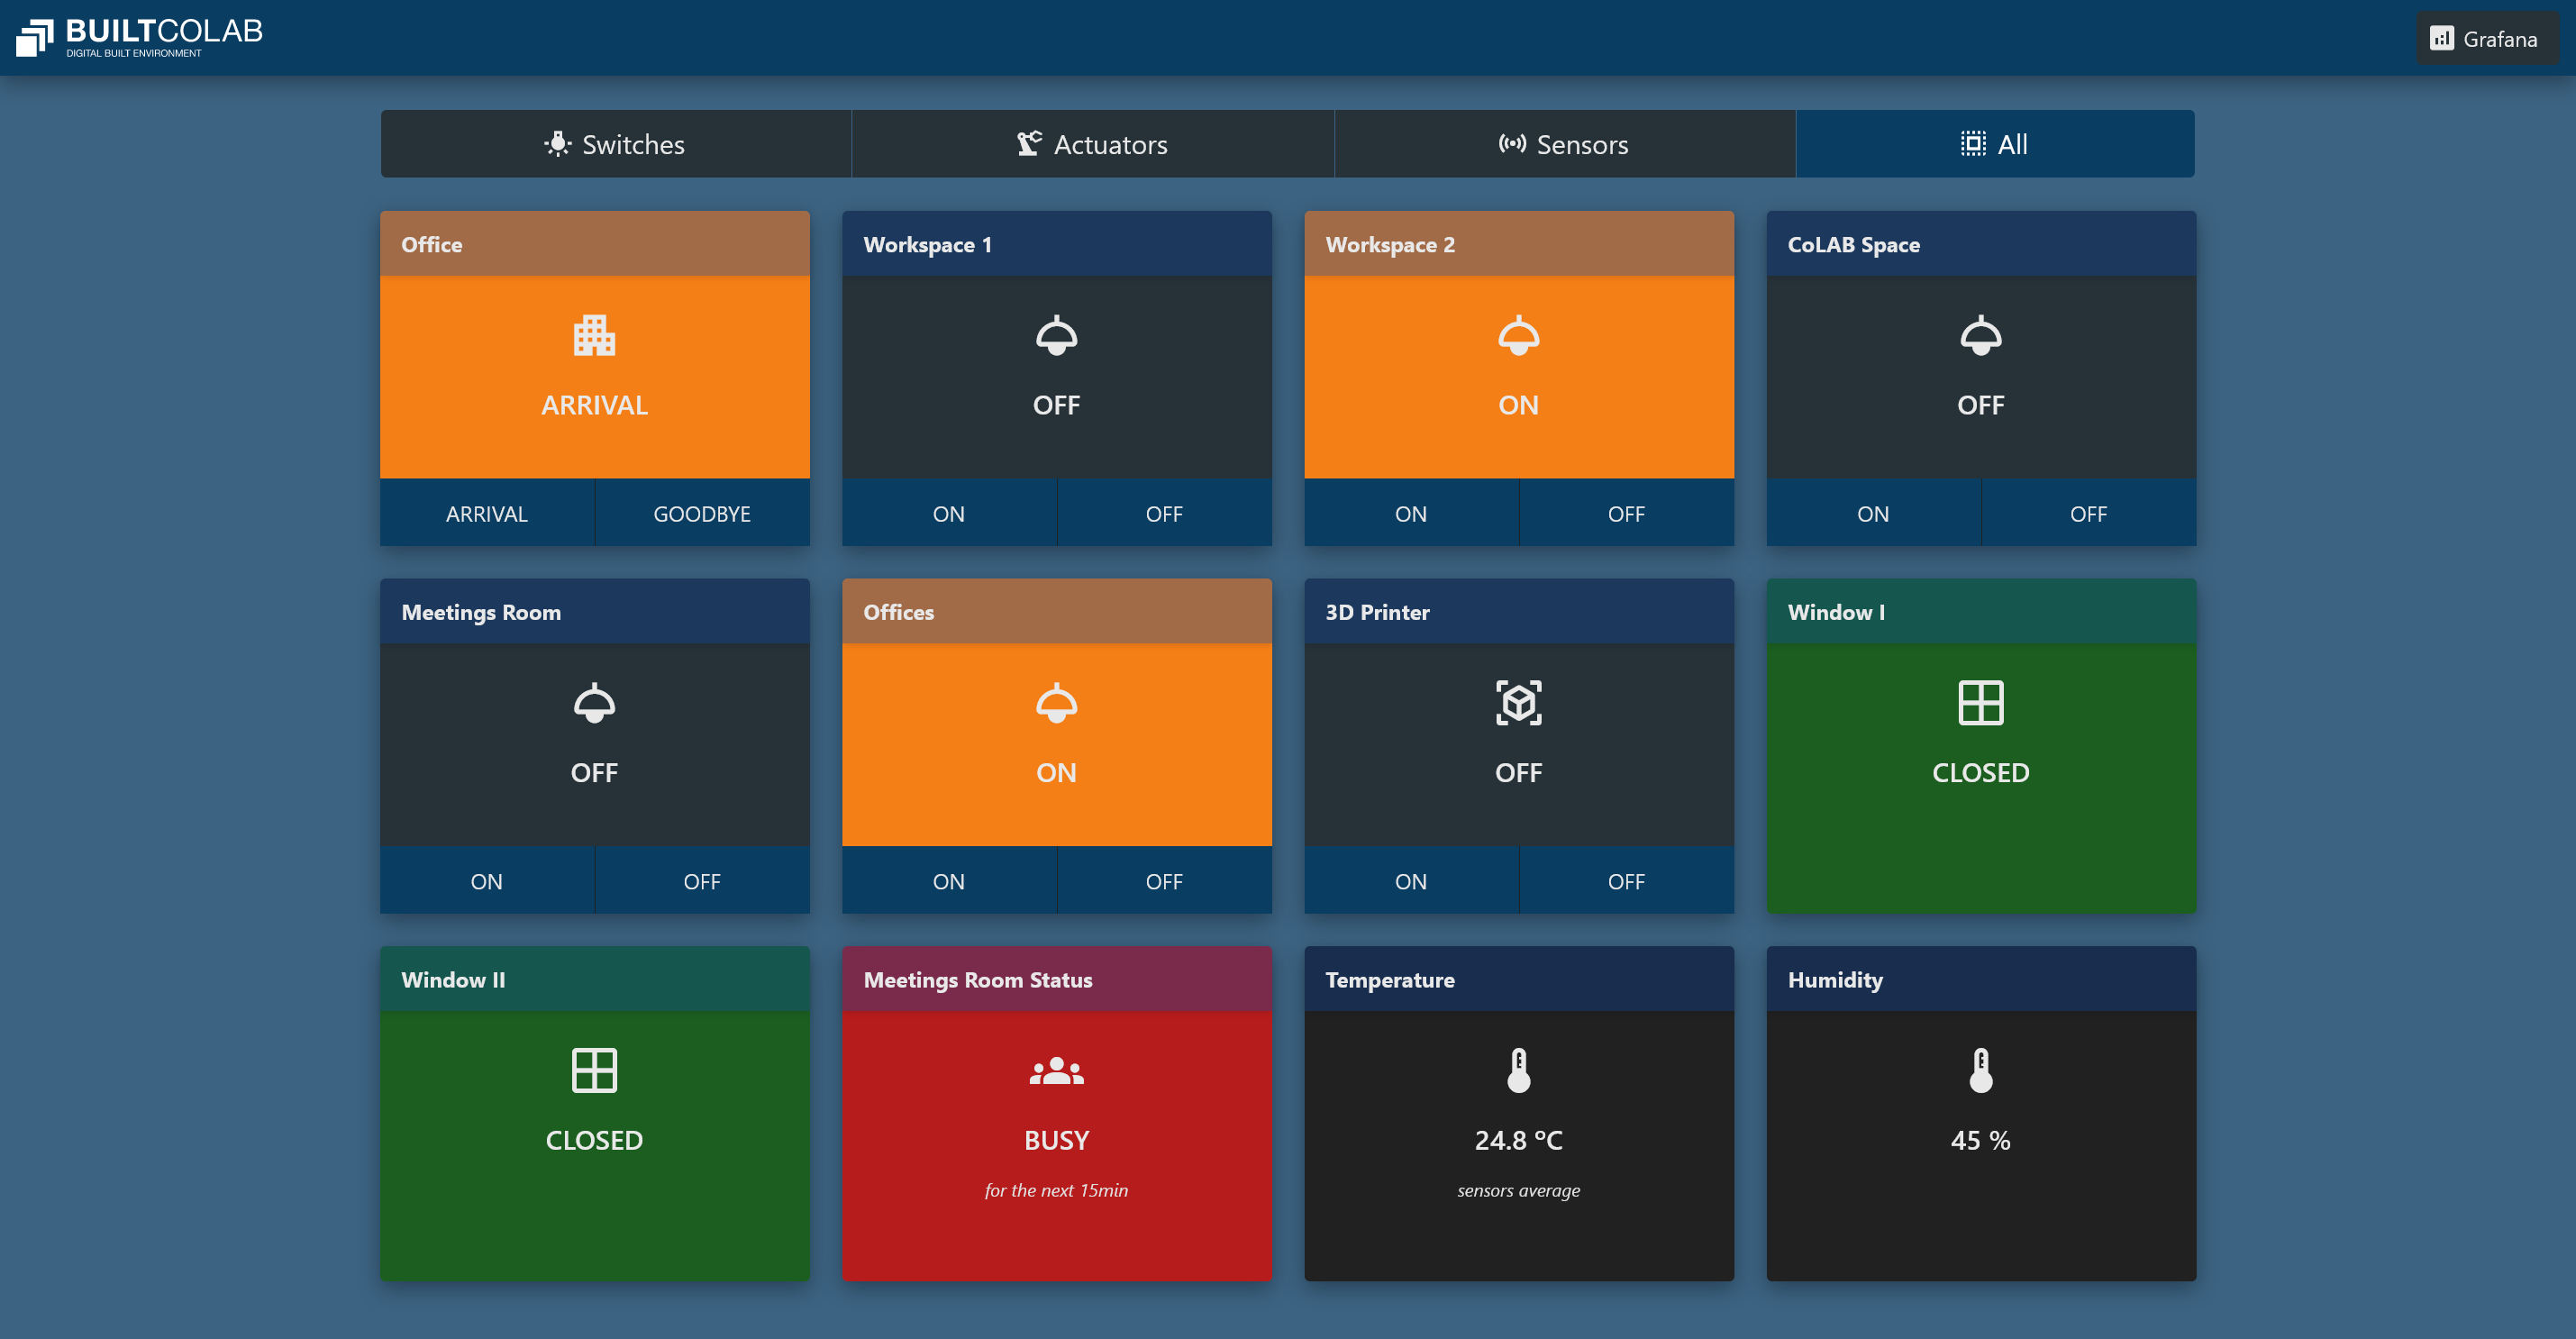 BUILTCOLAB
DIGITAL BUILT ENVIRONMENT
Grafana
Switches
Actuators
Sensors
All
Office
ARRIVAL
ARRIVAL
GOODBYE
Workspace 1
OFF
ON
OFF
Workspace 2
ON
ON
OFF
CoLAB Space
OFF
ON
OFF
Meetings Room
OFF
ON
OFF
Offices
ON
ON
OFF
3D Printer
OFF
ON
OFF
Window I
CLOSED
Window II
CLOSED
Meetings Room Status
BUSY
for the next 15min
Temperature
24.8 ºC
sensors average
Humidity
45 %